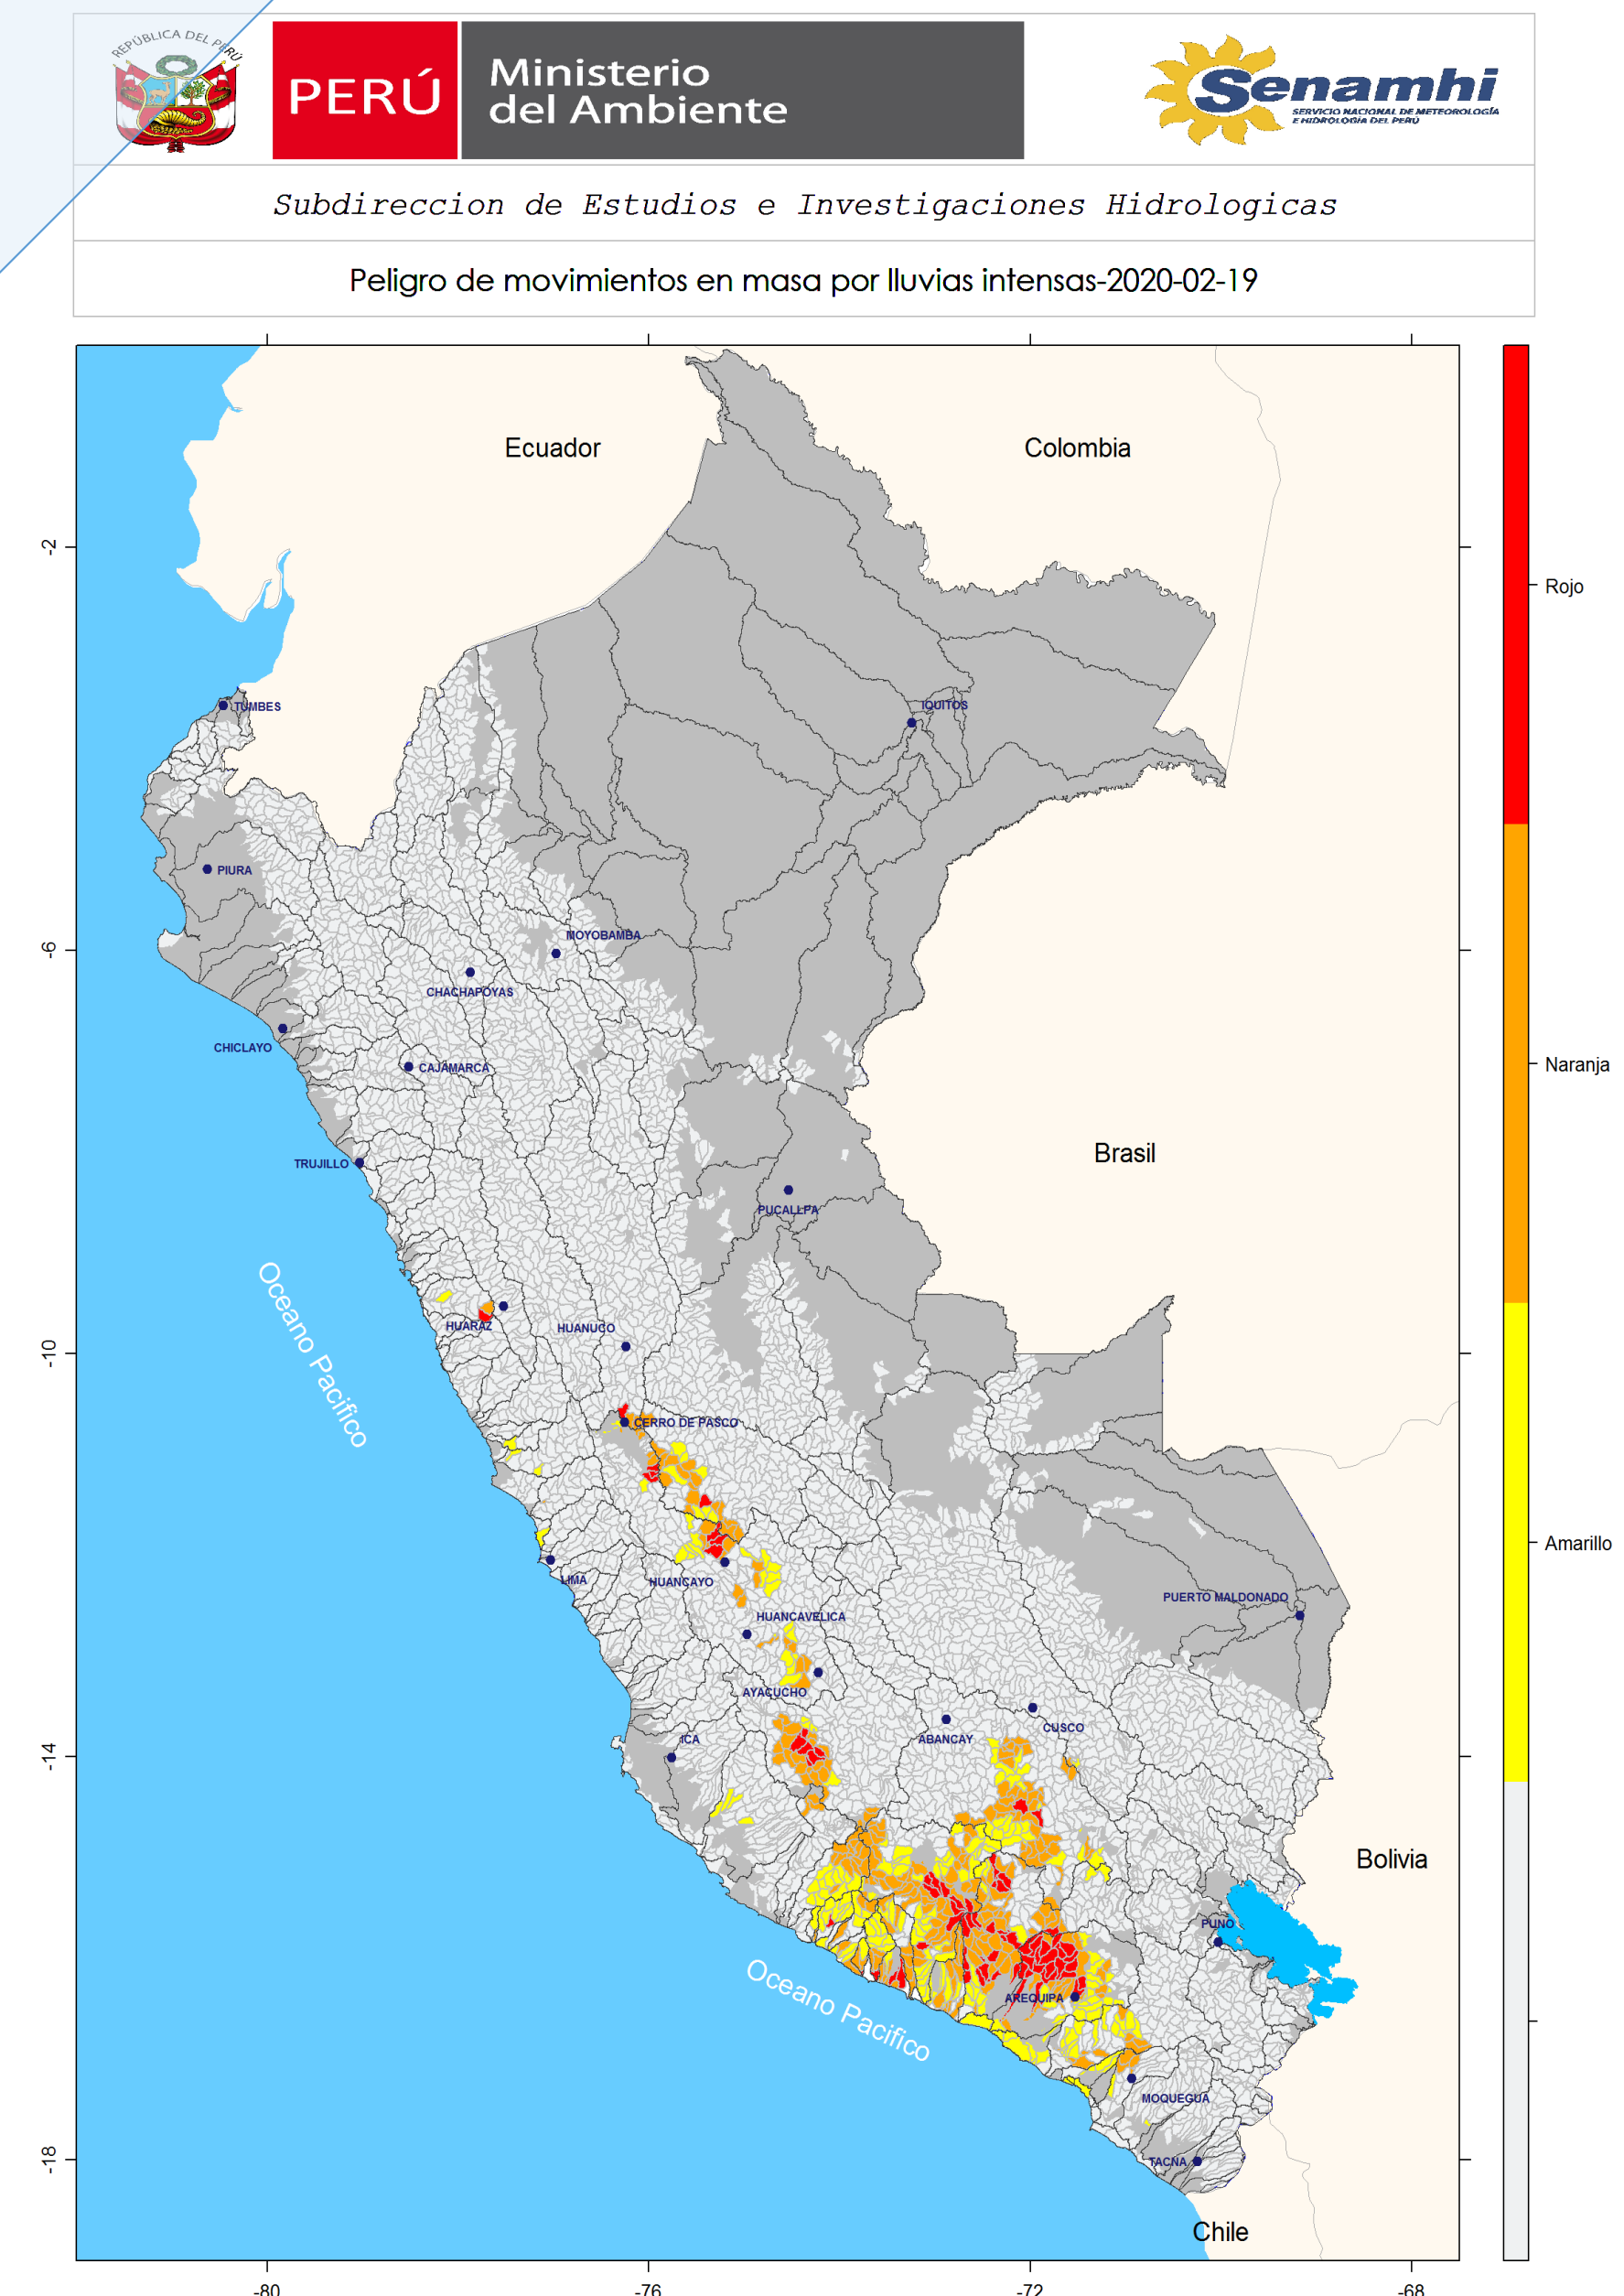 REPÚBLICA DEL PERÚ
PERÚ
Ministerio
del Ambiente
Senamhi
SERVICIO NACIONAL DE METEOROLOGÍA
E HIDROLOGÍA DEL PERÚ
Subdireccion de Estudios e Investigaciones Hidrologicas
Peligro de movimientos en masa por lluvias intensas-2020-02-19
Ecuador
Colombia
-2
Rojo
TUMBES
IQUITOS
PIURA
MOYOBAMBA
-6
CHACHAPOYAS
CHICLAYO
CAJAMARCA
Naranja
Brasil
TRUJILLO
PUCALLPA
Oceano Pacifico
HUARAZ
HUANUCO
-10
CERRO DE PASCO
Amarillo
LIMA
HUANCAYO
PUERTO MALDONADO
HUANCAVELICA
AYACUCHO
ICA
ABANCAY
CUSCO
-14
Bolivia
PUNO
Oceano Pacifico
AREQUIPA
MOQUEGUA
TACNA
-18
Chile
-80
-76
-72
-68